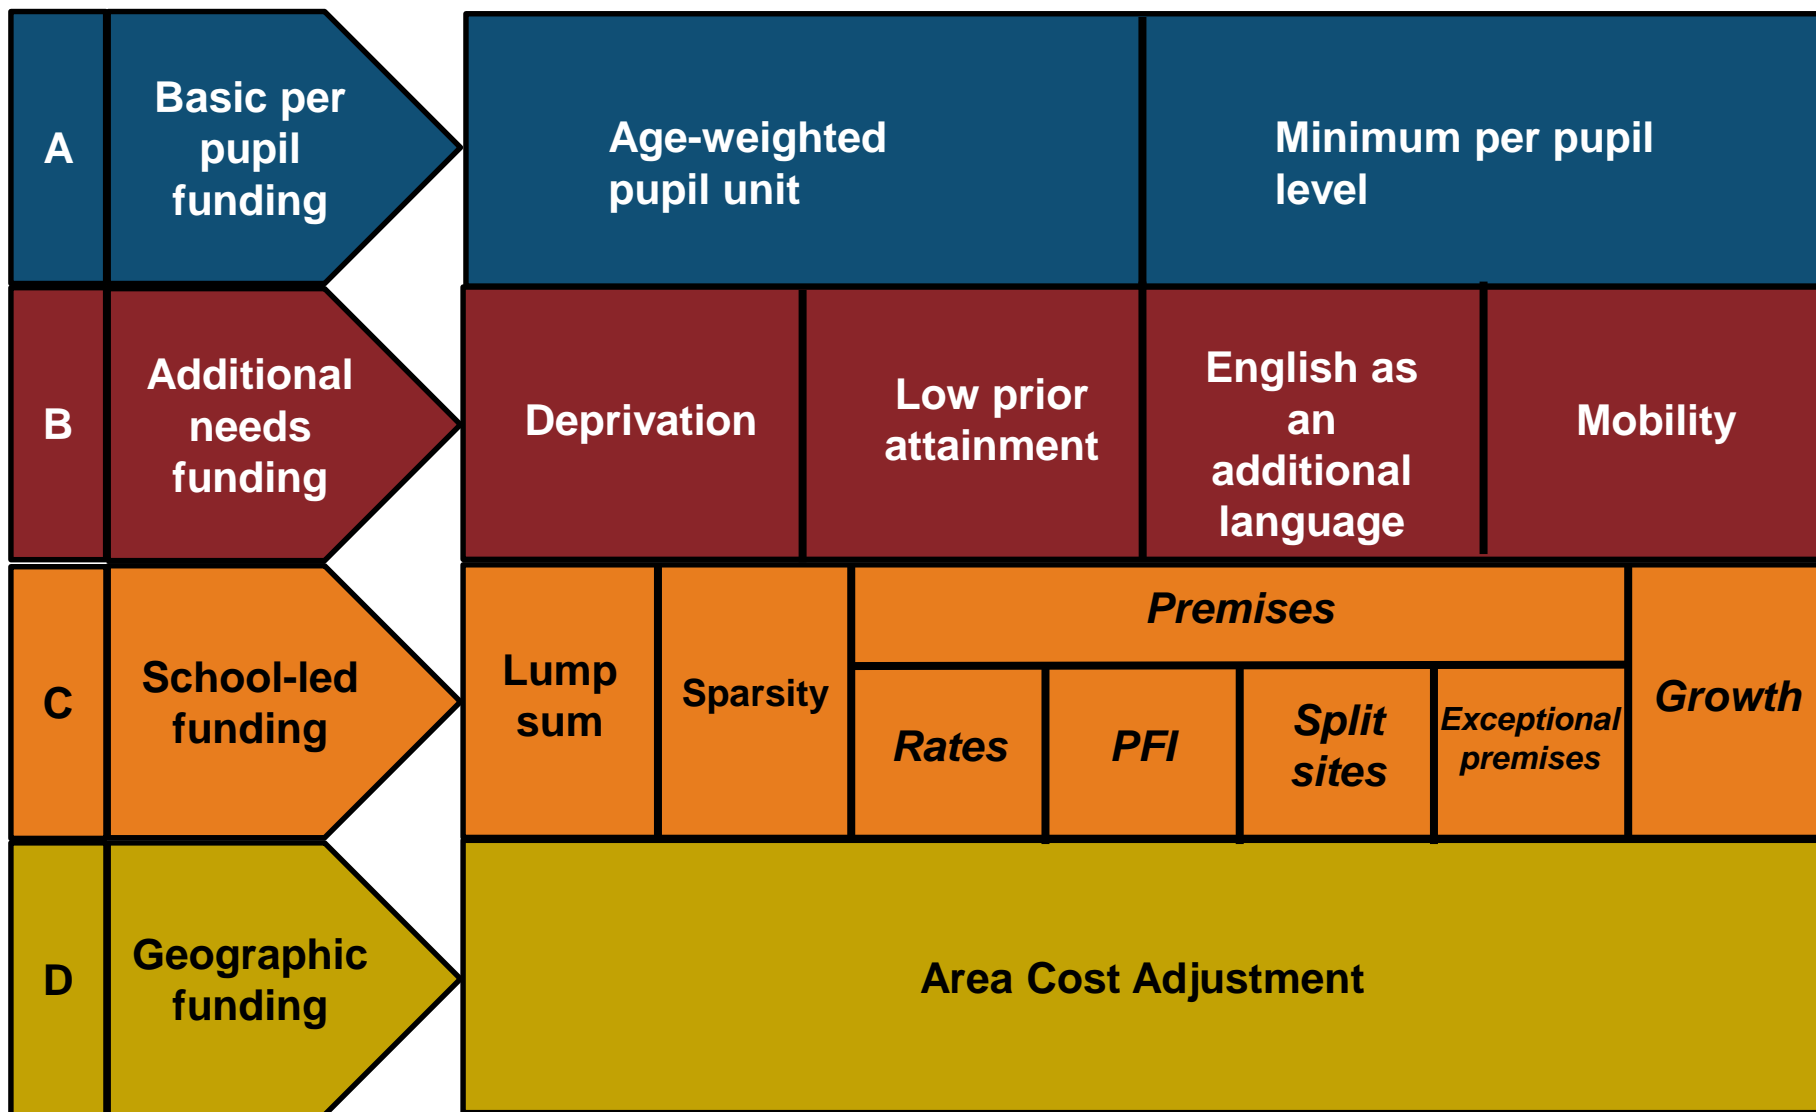 A
Basic per
pupil
funding
Age-weighted
pupil unit
Minimum per pupil
level
B
Additional
needs
funding
Deprivation
Low prior
attainment
English as
an
additional
language
Mobility
C
School-led
funding
Lump
sum
Sparsity
Premises
Rates
PFI
Split
sites
Exceptional
premises
Growth
D
Geographic
funding
Area Cost Adjustment